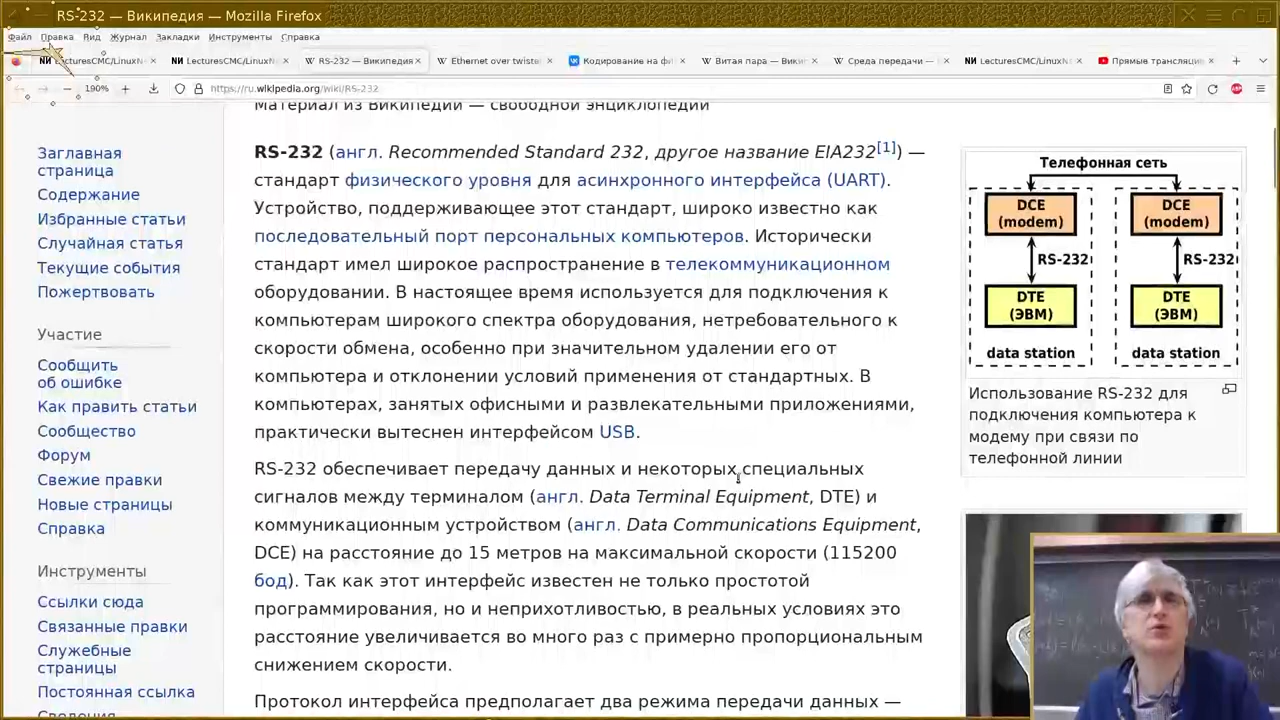 RS-232 — Википедия — Mozilla Firefox
Файл Правка Вид Журнал Закладки Инструменты Справка
LecturesCMC/LinuxN
LecturesCMC/LinuxN
RS-232 — Википедия
Ethernet over twiste
Кодирование на фи
Витая пара — Викип
Среда передачи —
LecturesCMC/LinuxN
Прямые трансляци
190%
https://ru.wikipedia.org/wiki/RS-232
Материал из Википедии — свободной энциклопедии
Заглавная
страница
Содержание
Избранные статьи
Случайная статья
Текущие события
Пожертвовать
Участие
Сообщить
об ошибке
Как править статьи
Сообщество
Форум
Свежие правки
Новые страницы
Справка
Инструменты
Ссылки сюда
Связанные правки
Служебные
страницы
Постоянная ссылка
Сведения
RS-232 (англ. Recommended Standard 232, другое название EIA232[1]) —
стандарт физического уровня для асинхронного интерфейса (UART).
Устройство, поддерживающее этот стандарт, широко известно как
последовательный порт персональных компьютеров. Исторически
стандарт имел широкое распространение в телекоммуникационном
оборудовании. В настоящее время используется для подключения к
компьютерам широкого спектра оборудования, нетребовательного к
скорости обмена, особенно при значительном удалении его от
компьютера и отклонении условий применения от стандартных. В
компьютерах, занятых офисными и развлекательными приложениями,
практически вытеснен интерфейсом USB.
RS-232 обеспечивает передачу данных и некоторых специальных
сигналов между терминалом (англ. Data Terminal Equipment, DTE) и
коммуникационным устройством (англ. Data Communications Equipment,
DCE) на расстояние до 15 метров на максимальной скорости (115200
бод). Так как этот интерфейс известен не только простотой
программирования, но и неприхотливостью, в реальных условиях это
расстояние увеличивается во много раз с примерно пропорциональным
снижением скорости.
Протокол интерфейса предполагает два режима передачи данных —
Телефонная сеть
DCE
(modem)
DCE
(modem)
RS-232
RS-232
DTE
(ЭВМ)
DTE
(ЭВМ)
data station
data station
Использование RS-232 для
подключения компьютера к
модему при связи по
телефонной линии